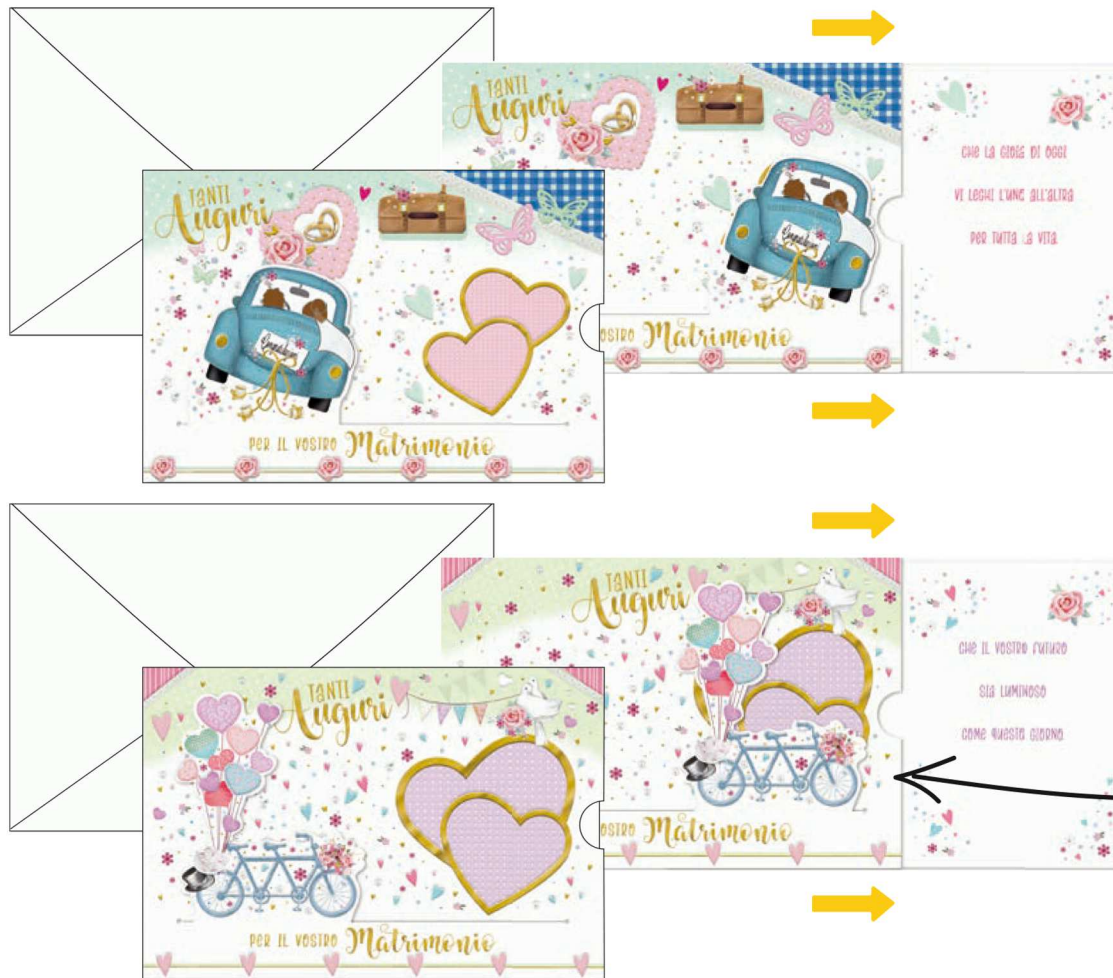 TANTI
Auguri
CHE LA GIOIA DI OGGI
VI LEGHI L'UNO ALL'ALTRA
PER TUTTA LA VITA
OSTRO Matrimonio
TANTI
Auguri
PER IL VOSTRO Matrimonio
TANTI
Auguri
CHE IL VOSTRO FUTURO
SIA LUMINOSO
COME QUESTO GIORNO
OSTRO Matrimonio
TANTI
Auguri
PER IL VOSTRO Matrimonio